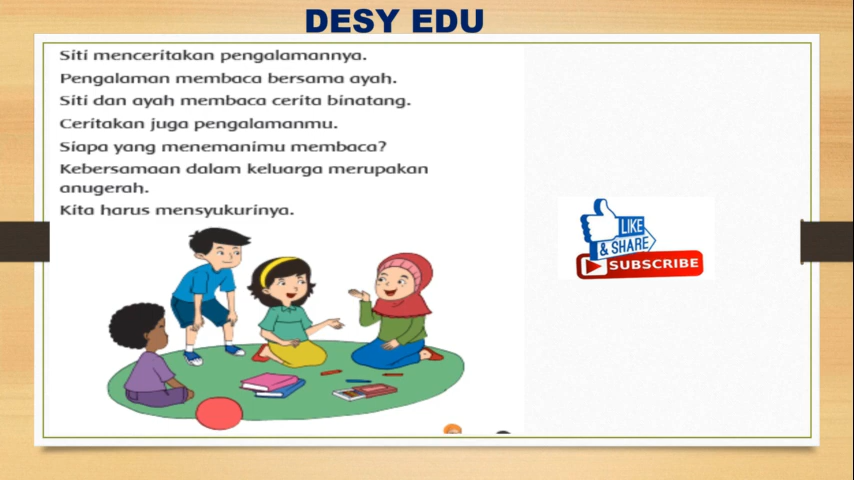 DESY EDU
Siti menceritakan pengalamannya.
Pengalaman membaca bersama ayah.
Siti dan ayah membaca cerita binatang.
Ceritakan juga pengalamanmu.
Siapa yang menemanimu membaca?
Kebersamaan dalam keluarga merupakan
anugerah.
Kita harus mensyukurinya.
LIKE
& SHARE
SUBSCRIBE